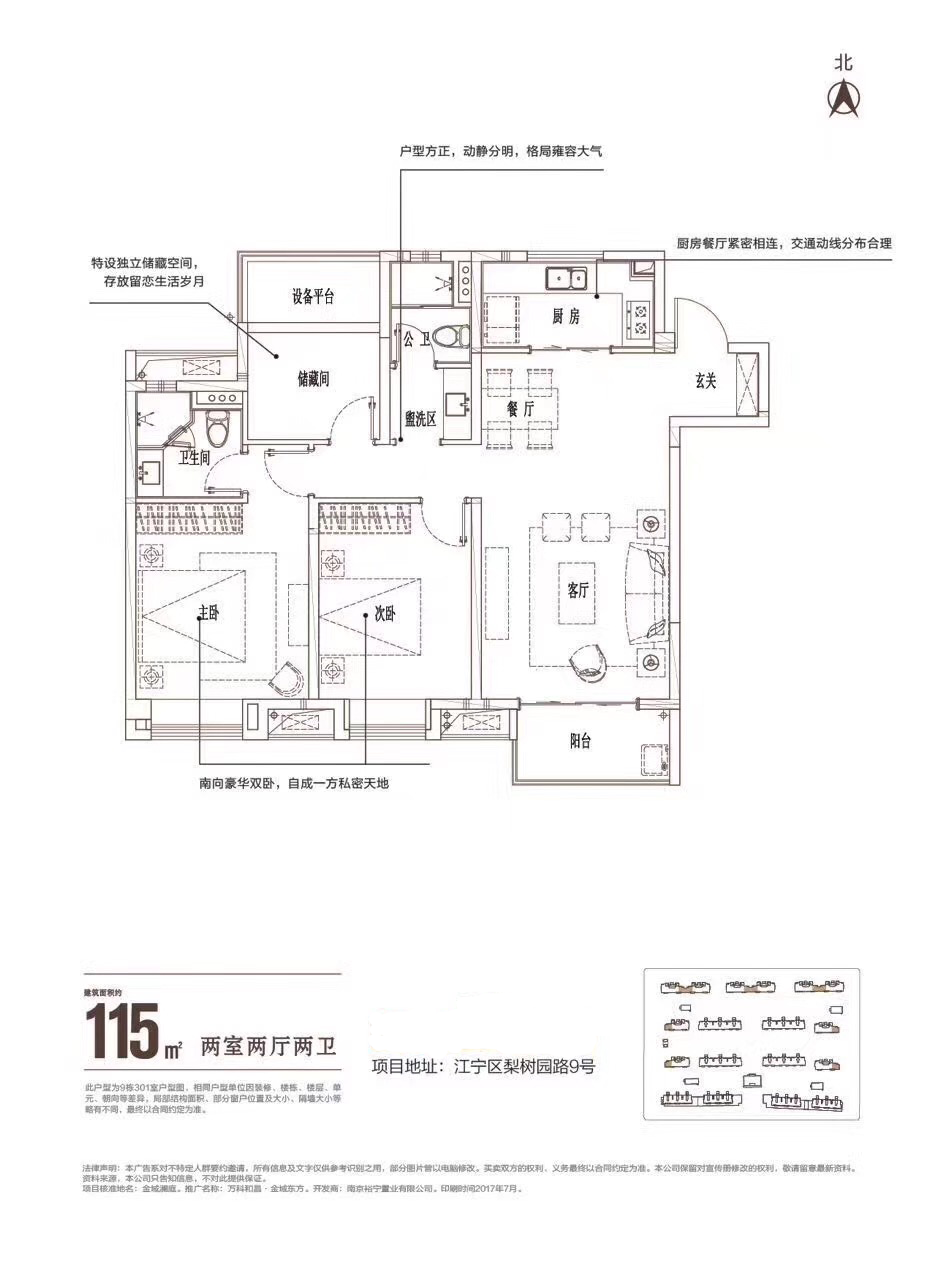 北
户型方正，动静分明，格局雍容大气
厨房餐厅紧密相连，交通动线分布合理
特设独立储藏空间，
存放留恋生活岁月
设备平台
厨房
公卫
储藏间
玄关
餐厅
盥洗区
卫生间
主卧
次卧
客厅
阳台
南向豪华双卧，自成一方私密天地
建筑面积约
115㎡ 两室两厅两卫
项目地址：江宁区梨树园路9号
此户型为9栋301室户型图，相同户型单位因装修、楼栋、楼层、单
元、朝向等差异，局部结构面积、部分窗户位置及大小、隔墙大小等
略有不同，最终以合同约定为准。
法律声明：本广告系对不特定人群要约邀请，所有信息及文字仅供参考识别之用，部分图片曾以电脑修改。买卖双方的权利、义务最终以合同约定为准。本公司保留对宣传册修改的权利，敬请留意最新资料。
资料来源，本公司只告知信息，不对此提供保证。
项目核准地名：金域澜庭。推广名称：万科和昌·金域东方。开发商：南京裕宁置业有限公司。印刷时间2017年7月。